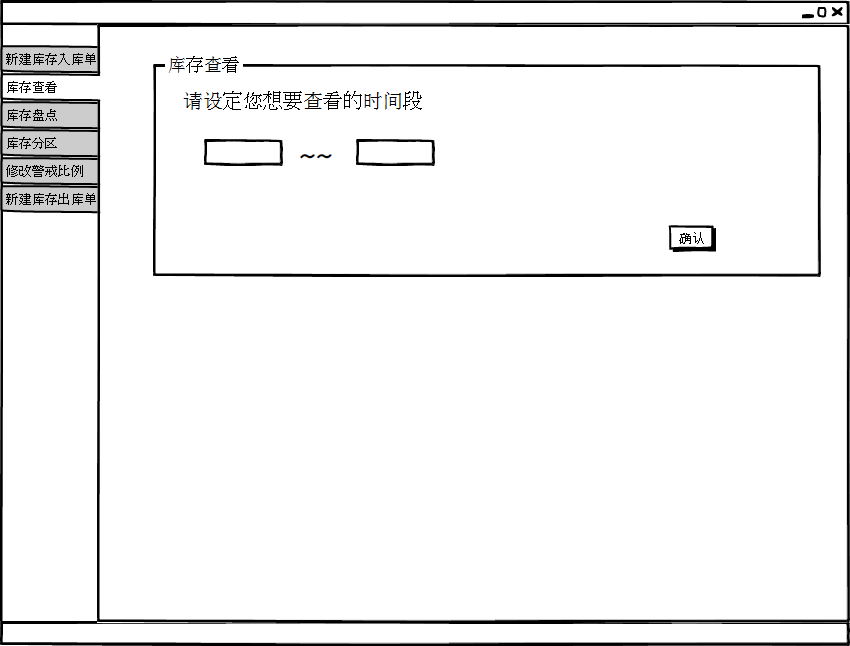 新建库存入库单
库存查看
库存盘点
库存分区
修改警戒比例
新建库存出库单
库存查看
请设定您想要查看的时间段
~~
确认